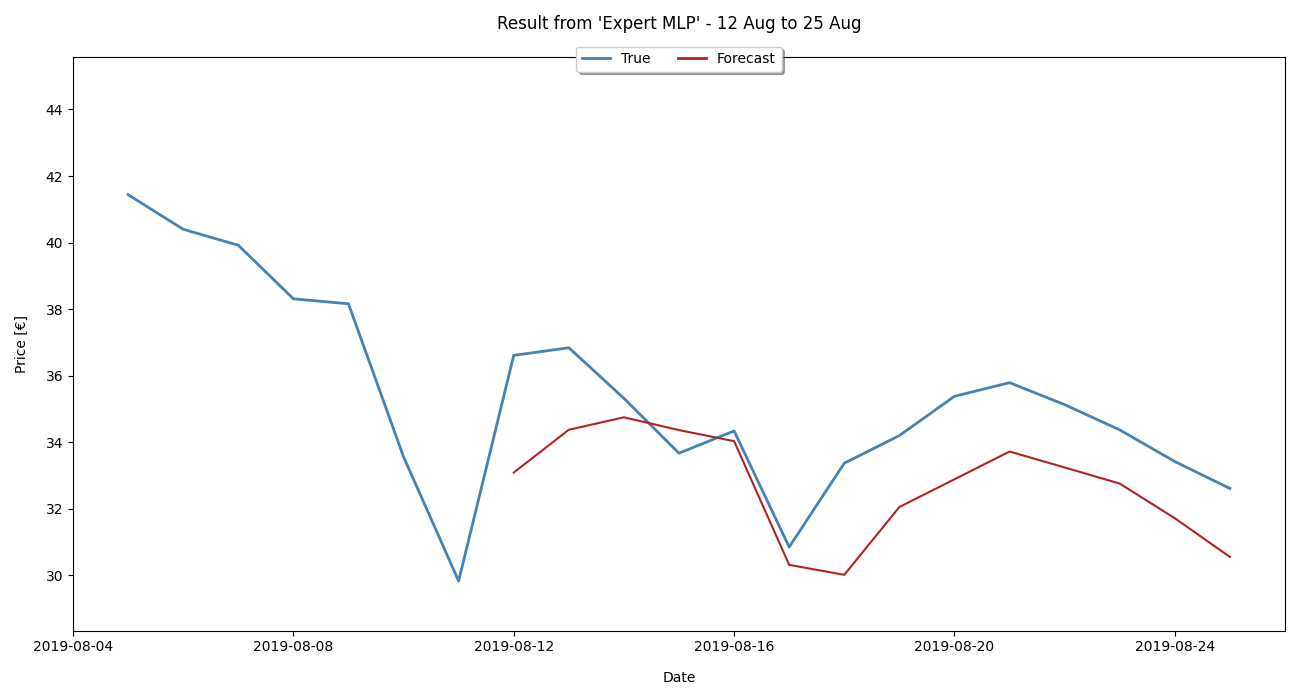 Result from 'Expert MLP' - 12 Aug to 25 Aug
True Forecast
44
42
40
38
36
34
32
30
Price [€]
2019-08-04 2019-08-08 2019-08-12 2019-08-16 2019-08-20 2019-08-24
Date